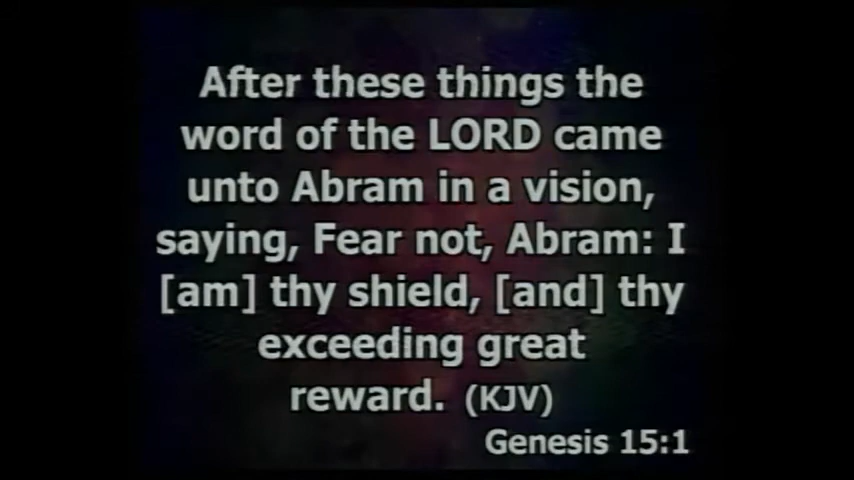 After these things the
word of the LORD came
unto Abram in a vision,
saying, Fear not, Abram: I
[am] thy shield, [and] thy
exceeding great
reward. (KJV)
Genesis 15:1